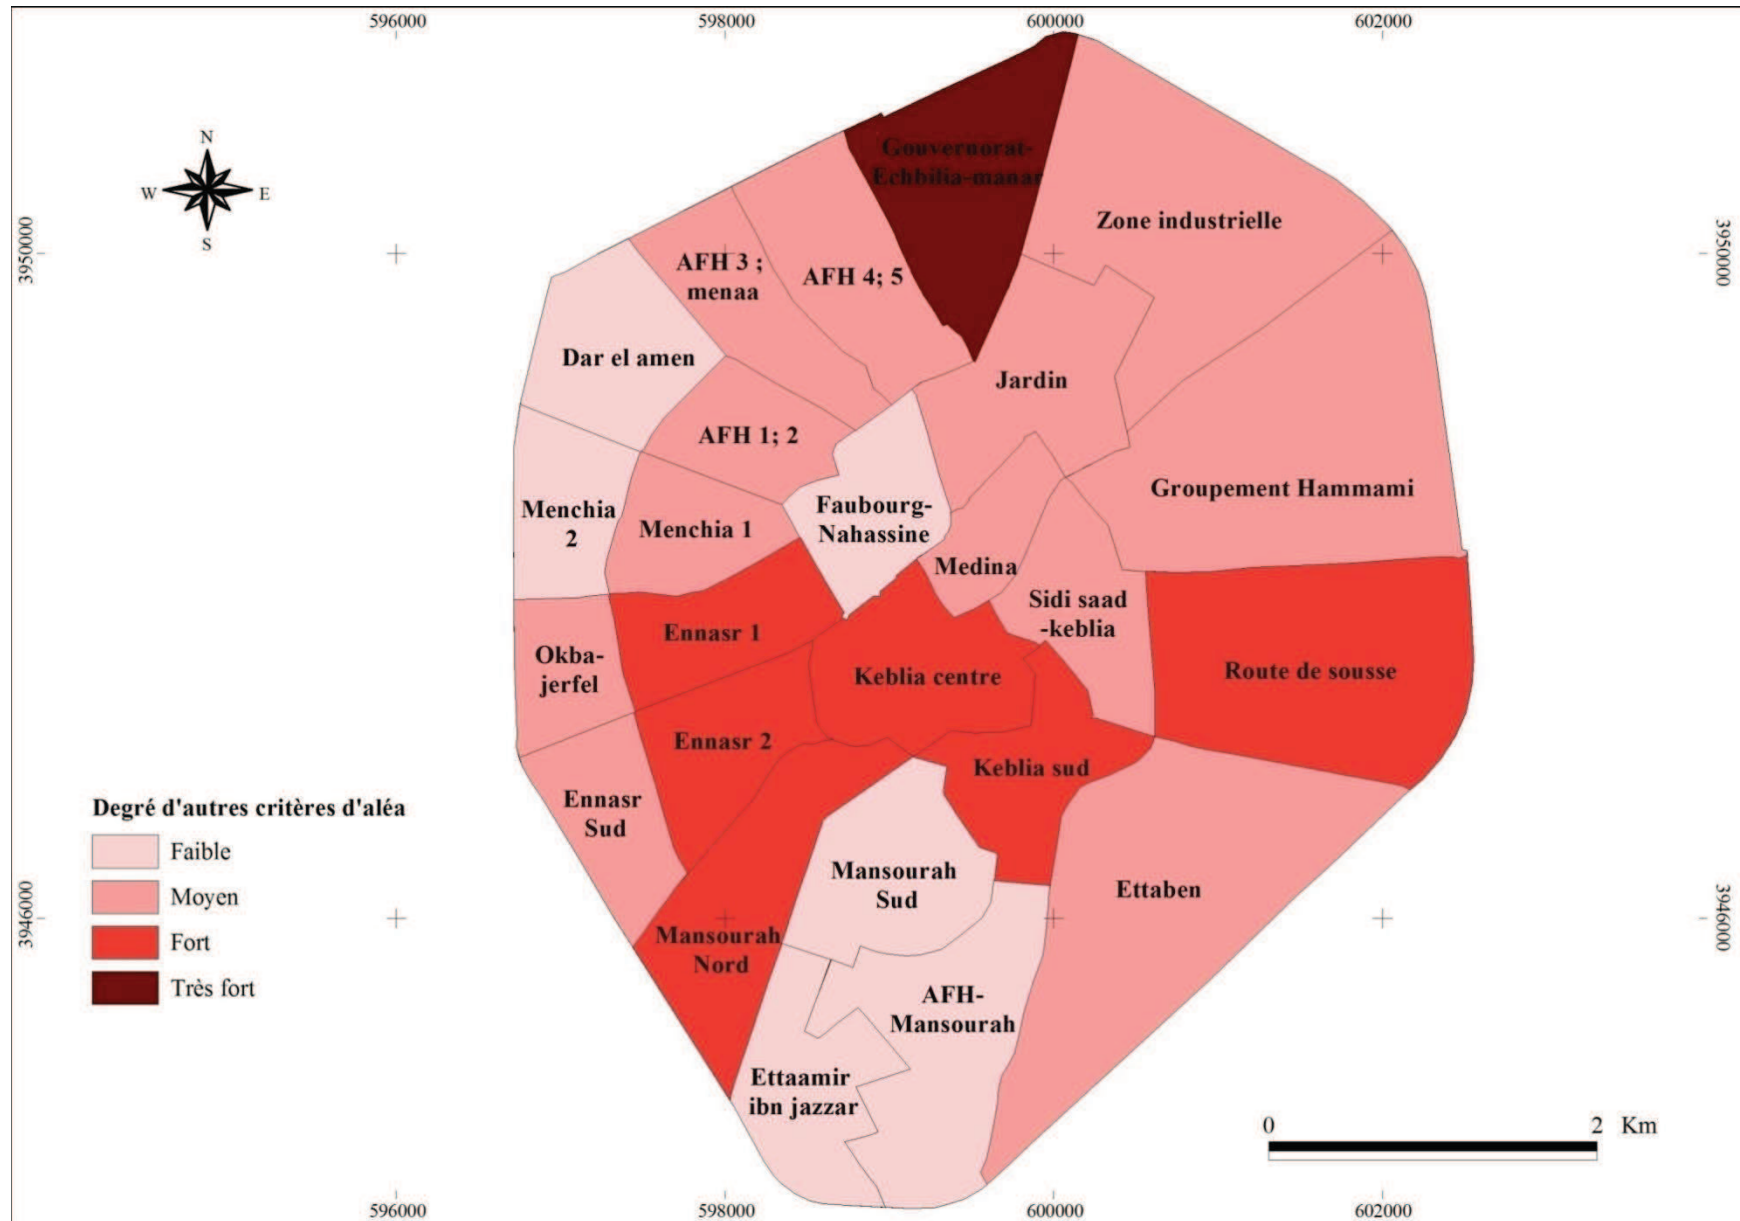 596000
598000
600000
602000
N
W
E
S
3950000
3950000
Gouvernorat-
Echbilia-manar
Zone industrielle
AFH 3 ;
menaa
AFH 4; 5
Dar el amen
Jardin
AFH 1; 2
Groupement Hammami
Menchia
2
Menchia 1
Faubourg-
Nahassine
Medina
Sidi saad
-keblia
Ennasr 1
Okba-
jerfel
Keblia centre
Route de sousse
Ennasr 2
Keblia sud
Ennasr
Sud
Mansourah
Sud
Ettaben
Mansourah
Nord
AFH-
Mansourah
Ettaamir
ibn jazzar
Degré d'autres critères d'aléa
Faible
Moyen
Fort
Très fort
3946000
3946000
0
2 Km
596000
598000
600000
602000